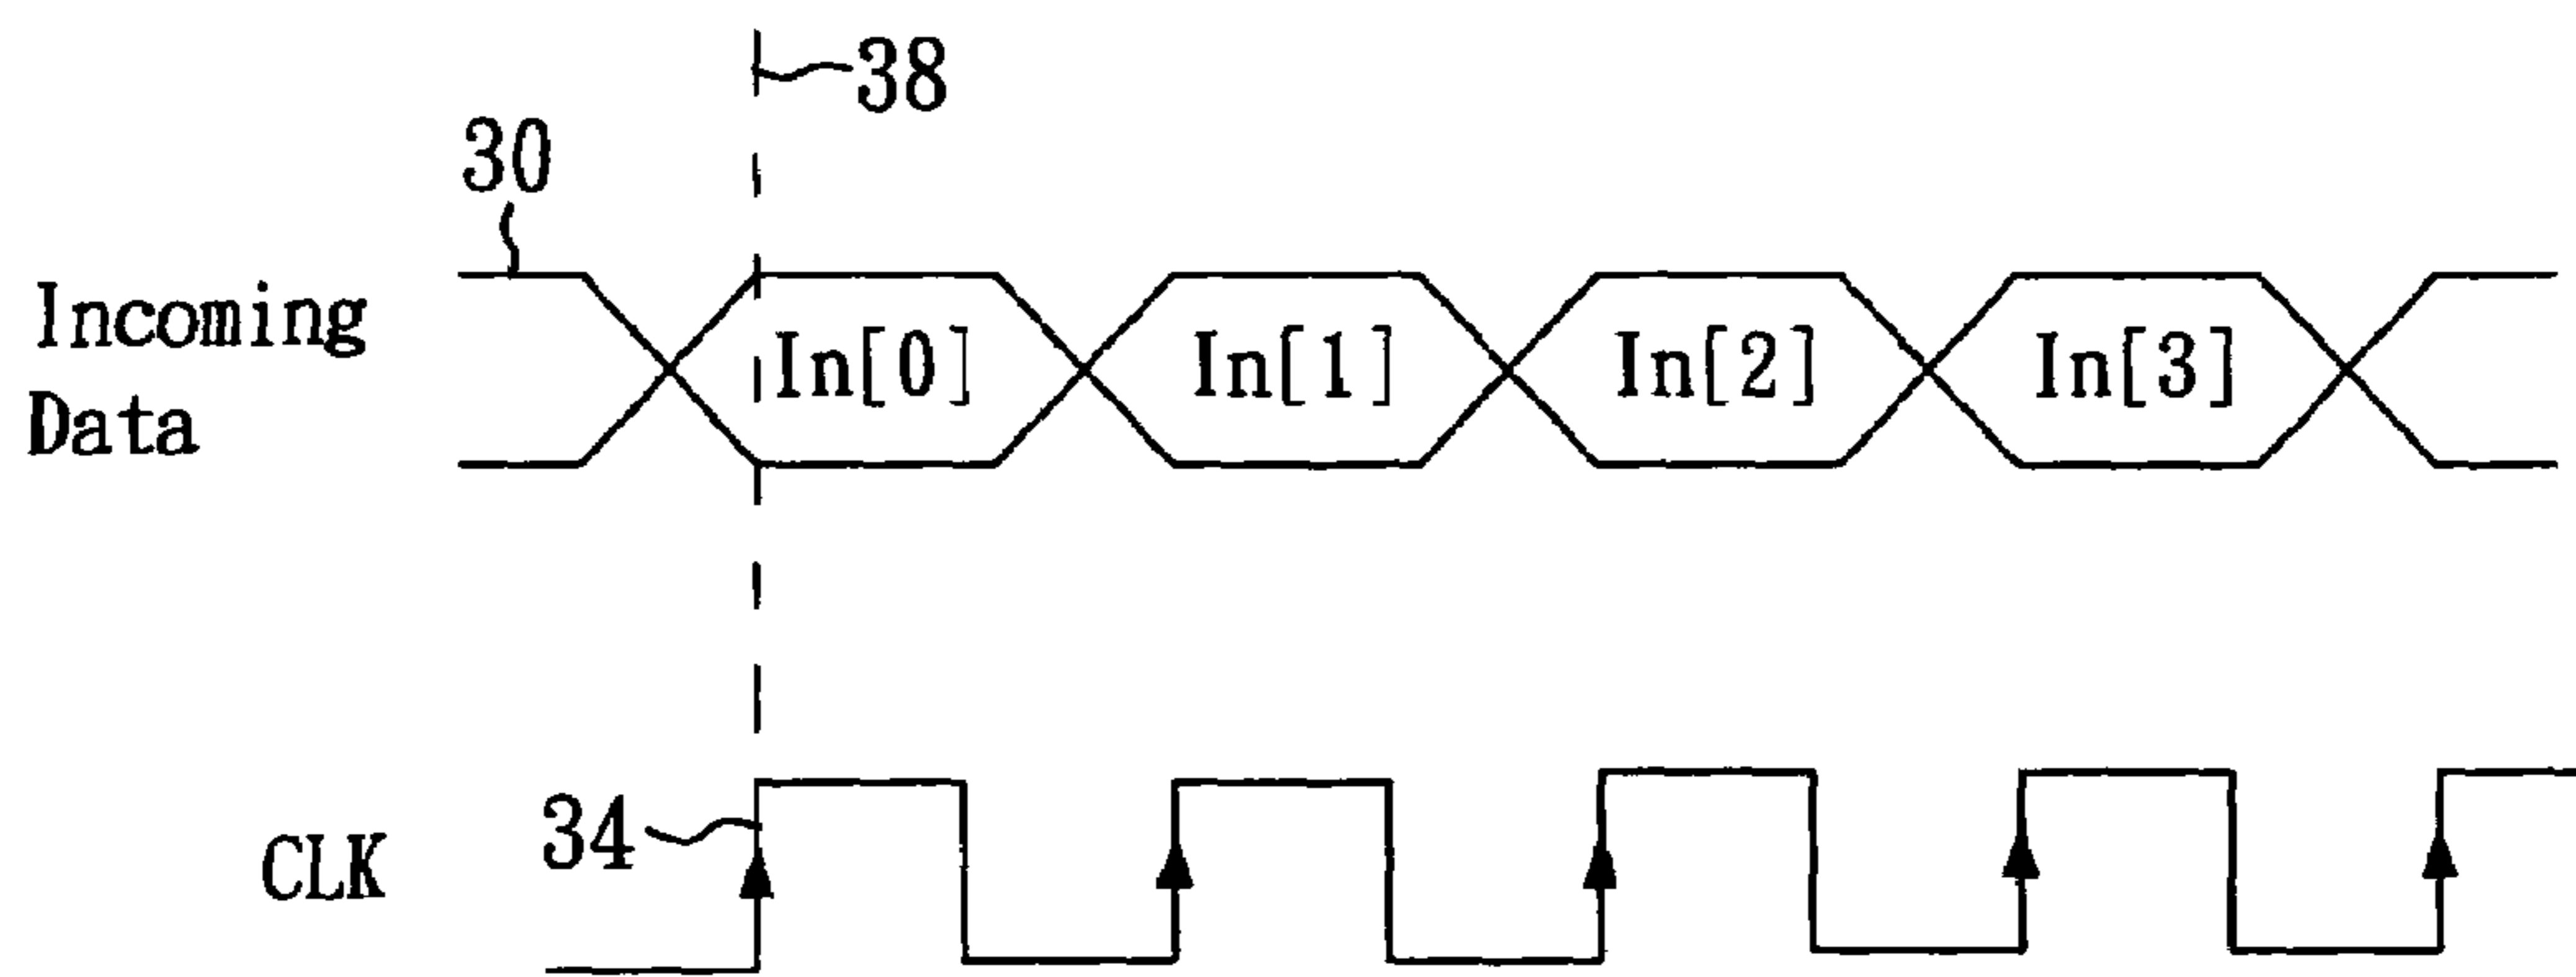 38
30
Incoming
Data
In[0]
In[1]
In[2]
In[3]
34
CLK